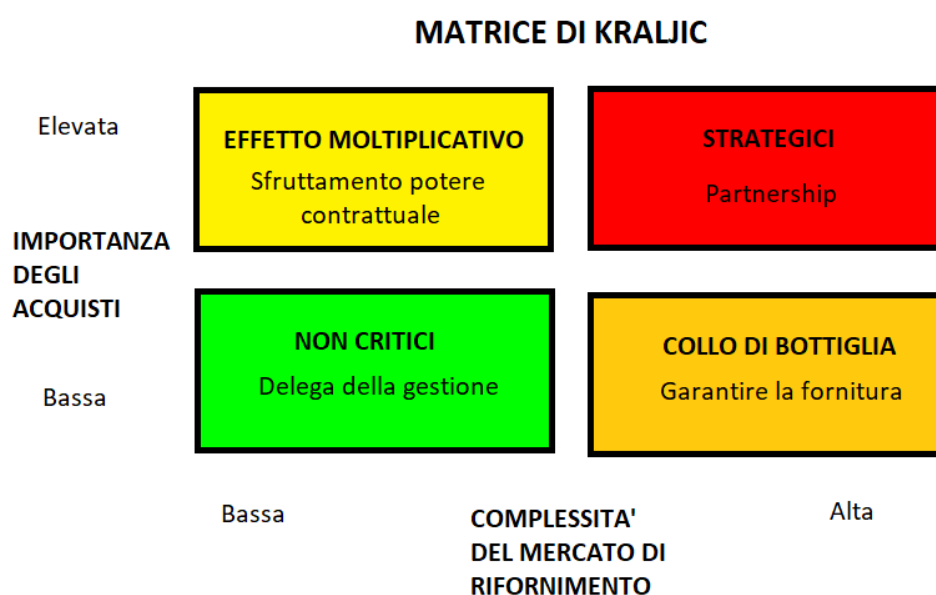 MATRICE DI KRALJIC
Elevata
EFFETTO MOLTIPLICATIVO
Sfruttamento potere
contrattuale
STRATEGICI
Partnership
IMPORTANZA
DEGLI
ACQUISTI
NON CRITICI
Delega della gestione
COLLO DI BOTTIGLIA
Garantire la fornitura
Bassa
Bassa
COMPLESSITA'
DEL MERCATO DI
RIFORNIMENTO
Alta